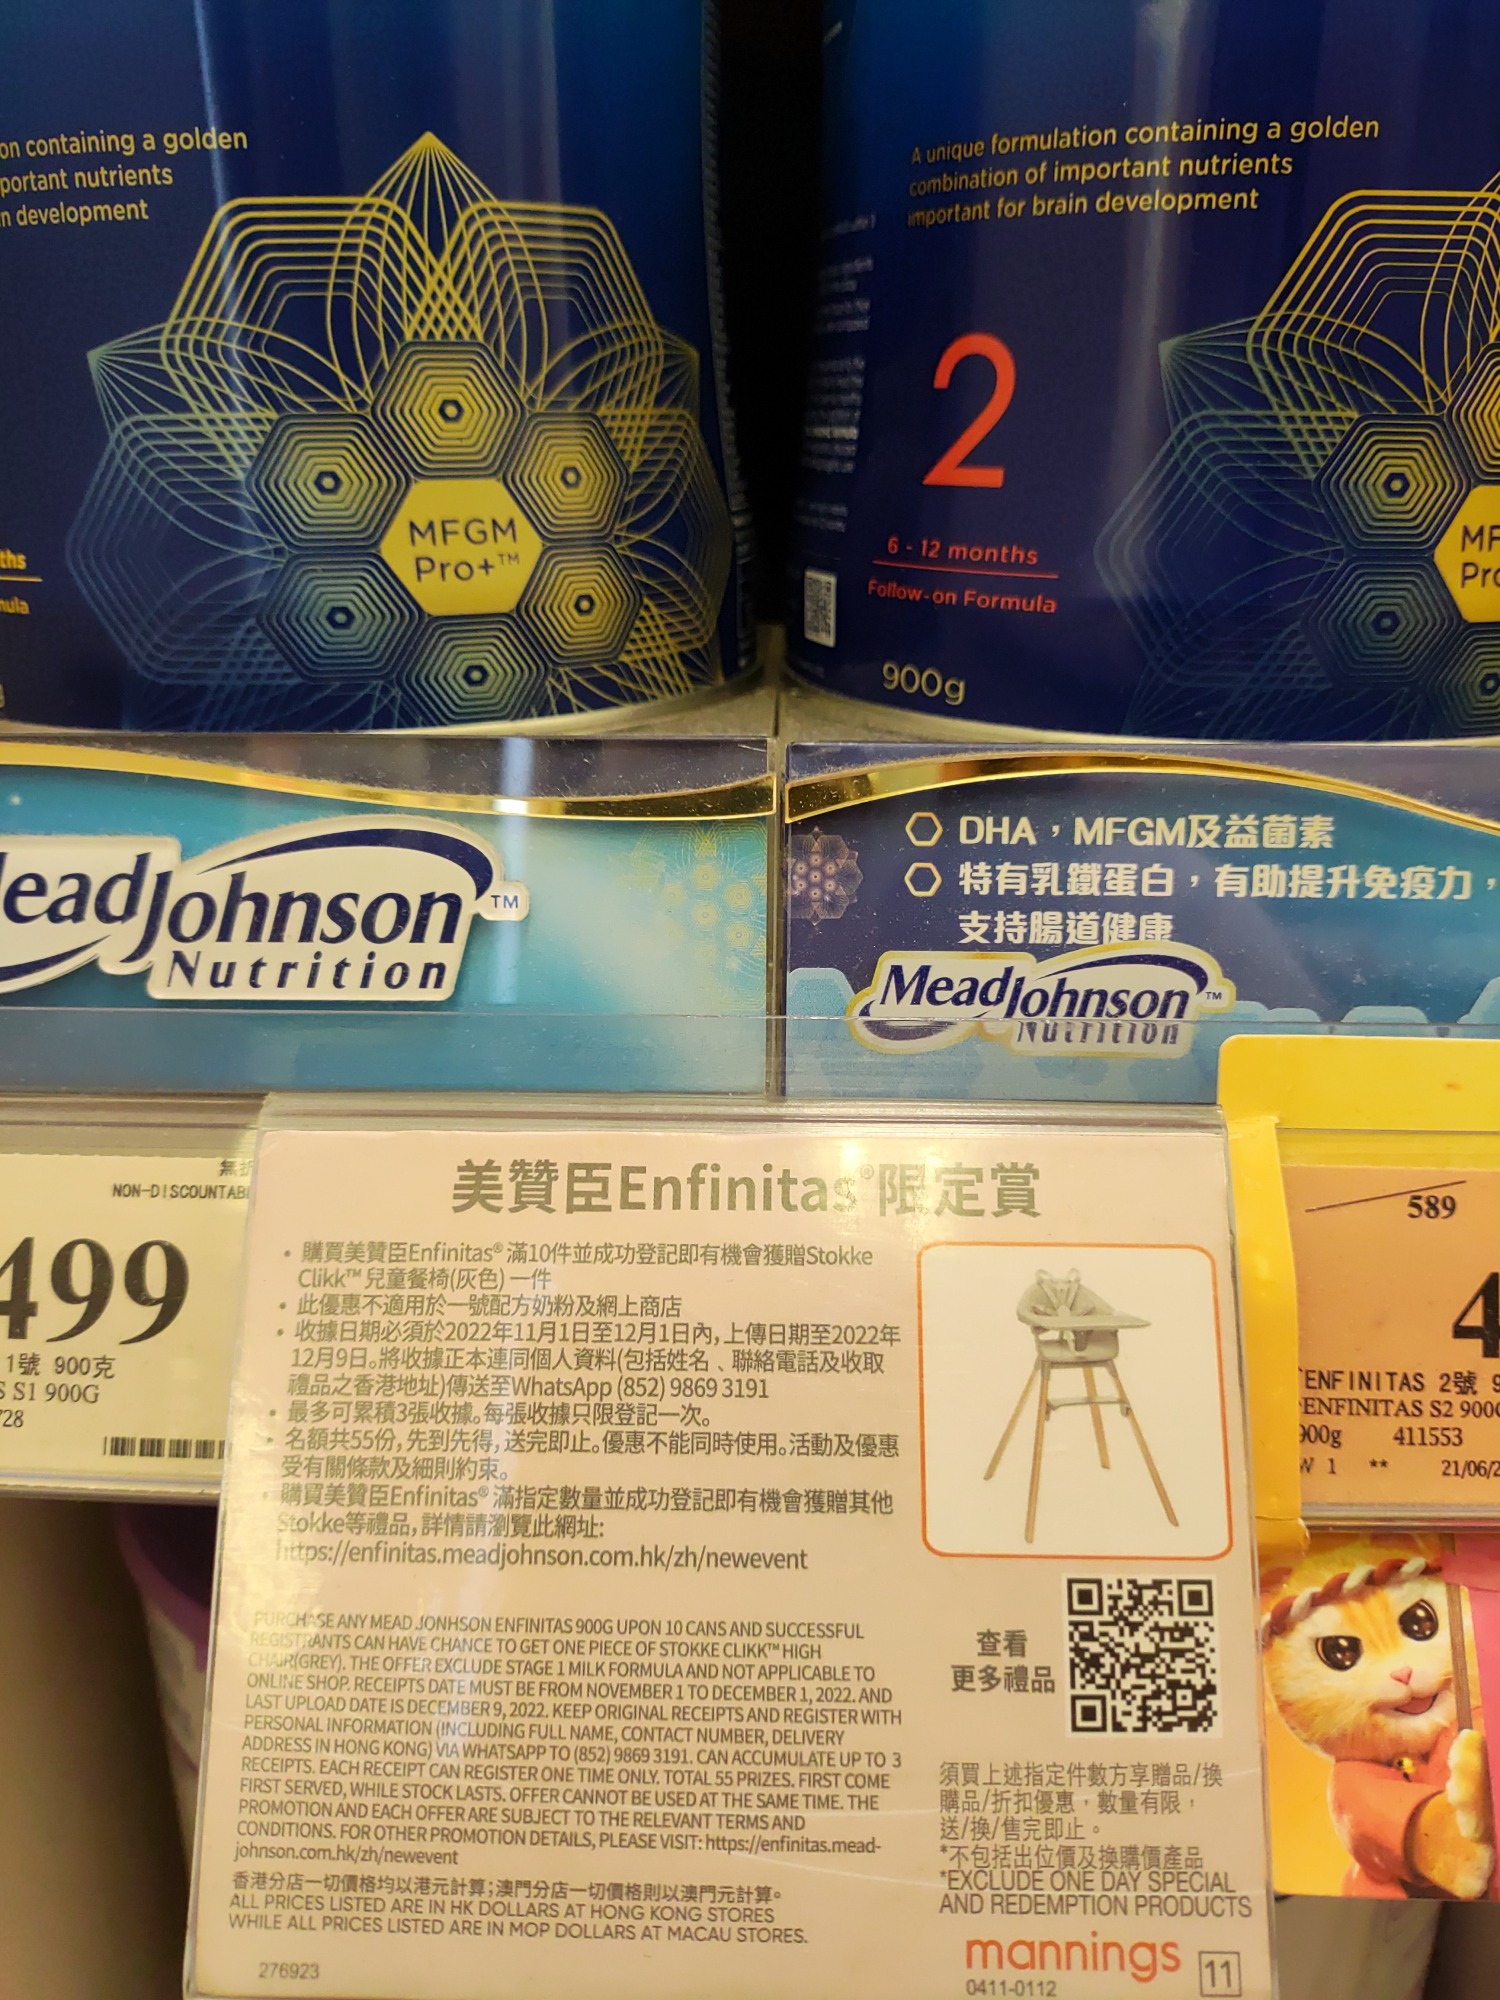 on containing a golden
portant nutrients
n development
MFGM
Pro+™
ths
nula
A unique formulation containing a golden
combination of important nutrients
important for brain development
2
6 - 12 months
Follow-on Formula
900g
MF
Pro
eadJohnson™
Nutrition
DHA，MFGM及益菌素
特有乳鐵蛋白，有助提升免疫力，
支持腸道健康
MeadJohnson™
Nutrition
無折
NON-DISCOUNTAB
499
1號 900克
S S1 900G
728
美贊臣Enfinitas®限定賞
• 購買美贊臣Enfinitas® 滿10件並成功登記即有機會獲贈Stokke
Clikk™ 兒童餐椅(灰色) 一件
• 此優惠不適用於一號配方奶粉及網上商店
• 收據日期必須於2022年11月1日至12月1日內, 上傳日期至2022年
12月9日。將收據正本連同個人資料(包括姓名、聯絡電話及收取
禮品之香港地址)傳送至WhatsApp (852) 9869 3191
• 最多可累積3張收據。每張收據只限登記一次。
• 名額共55份, 先到先得, 送完即止。優惠不能同時使用。活動及優惠
受有關條款及細則約束。
• 購買美贊臣Enfinitas® 滿指定數量並成功登記即有機會獲贈其他
Stokke等禮品, 詳情請瀏覽此網址:
https://enfinitas.meadjohnson.com.hk/zh/newevent
PURCHASE ANY MEAD JONHSON ENFINITAS 900G UPON 10 CANS AND SUCCESSFUL
REGISTRANTS CAN HAVE CHANCE TO GET ONE PIECE OF STOKKE CLIKK™ HIGH
CHAIR(GREY). THE OFFER EXCLUDE STAGE 1 MILK FORMULA AND NOT APPLICABLE TO
ONLINE SHOP. RECEIPTS DATE MUST BE FROM NOVEMBER 1 TO DECEMBER 1, 2022. AND
LAST UPLOAD DATE IS DECEMBER 9, 2022. KEEP ORIGINAL RECEIPTS AND REGISTER WITH
PERSONAL INFORMATION (INCLUDING FULL NAME, CONTACT NUMBER, DELIVERY
ADDRESS IN HONG KONG) VIA WHATSAPP TO (852) 9869 3191. CAN ACCUMULATE UP TO 3
RECEIPTS. EACH RECEIPT CAN REGISTER ONE TIME ONLY. TOTAL 55 PRIZES. FIRST COME
FIRST SERVED, WHILE STOCK LASTS. OFFER CANNOT BE USED AT THE SAME TIME. THE
PROMOTION AND EACH OFFER ARE SUBJECT TO THE RELEVANT TERMS AND
CONDITIONS. FOR OTHER PROMOTION DETAILS, PLEASE VISIT: https://enfinitas.mead-
johnson.com.hk/zh/newevent
香港分店一切價格均以港元計算；澳門分店一切價格則以澳門元計算。
ALL PRICES LISTED ARE IN HK DOLLARS AT HONG KONG STORES
WHILE ALL PRICES LISTED ARE IN MOP DOLLARS AT MACAU STORES.
276923
查看
更多禮品
須買上述指定件數方享贈品/換
購品/折扣優惠，數量有限，
送/換/售完即止。
*不包括出位價及換購價產品
*EXCLUDE ONE DAY SPECIAL
AND REDEMPTION PRODUCTS
mannings
0411-0112
11
589
4
ENFINITAS 2號 9
ENFINITAS S2 900G
900g 411553
W 1 ** 21/06/2